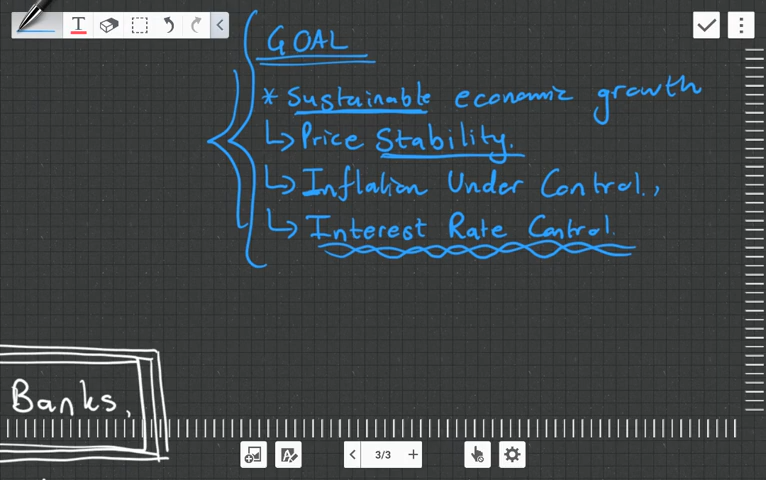 T
GOAL
* Sustainable economic growth
↳ Price Stability.
↳ Inflation Under Control.,
↳ Interest Rate Control.
Banks,
3/3